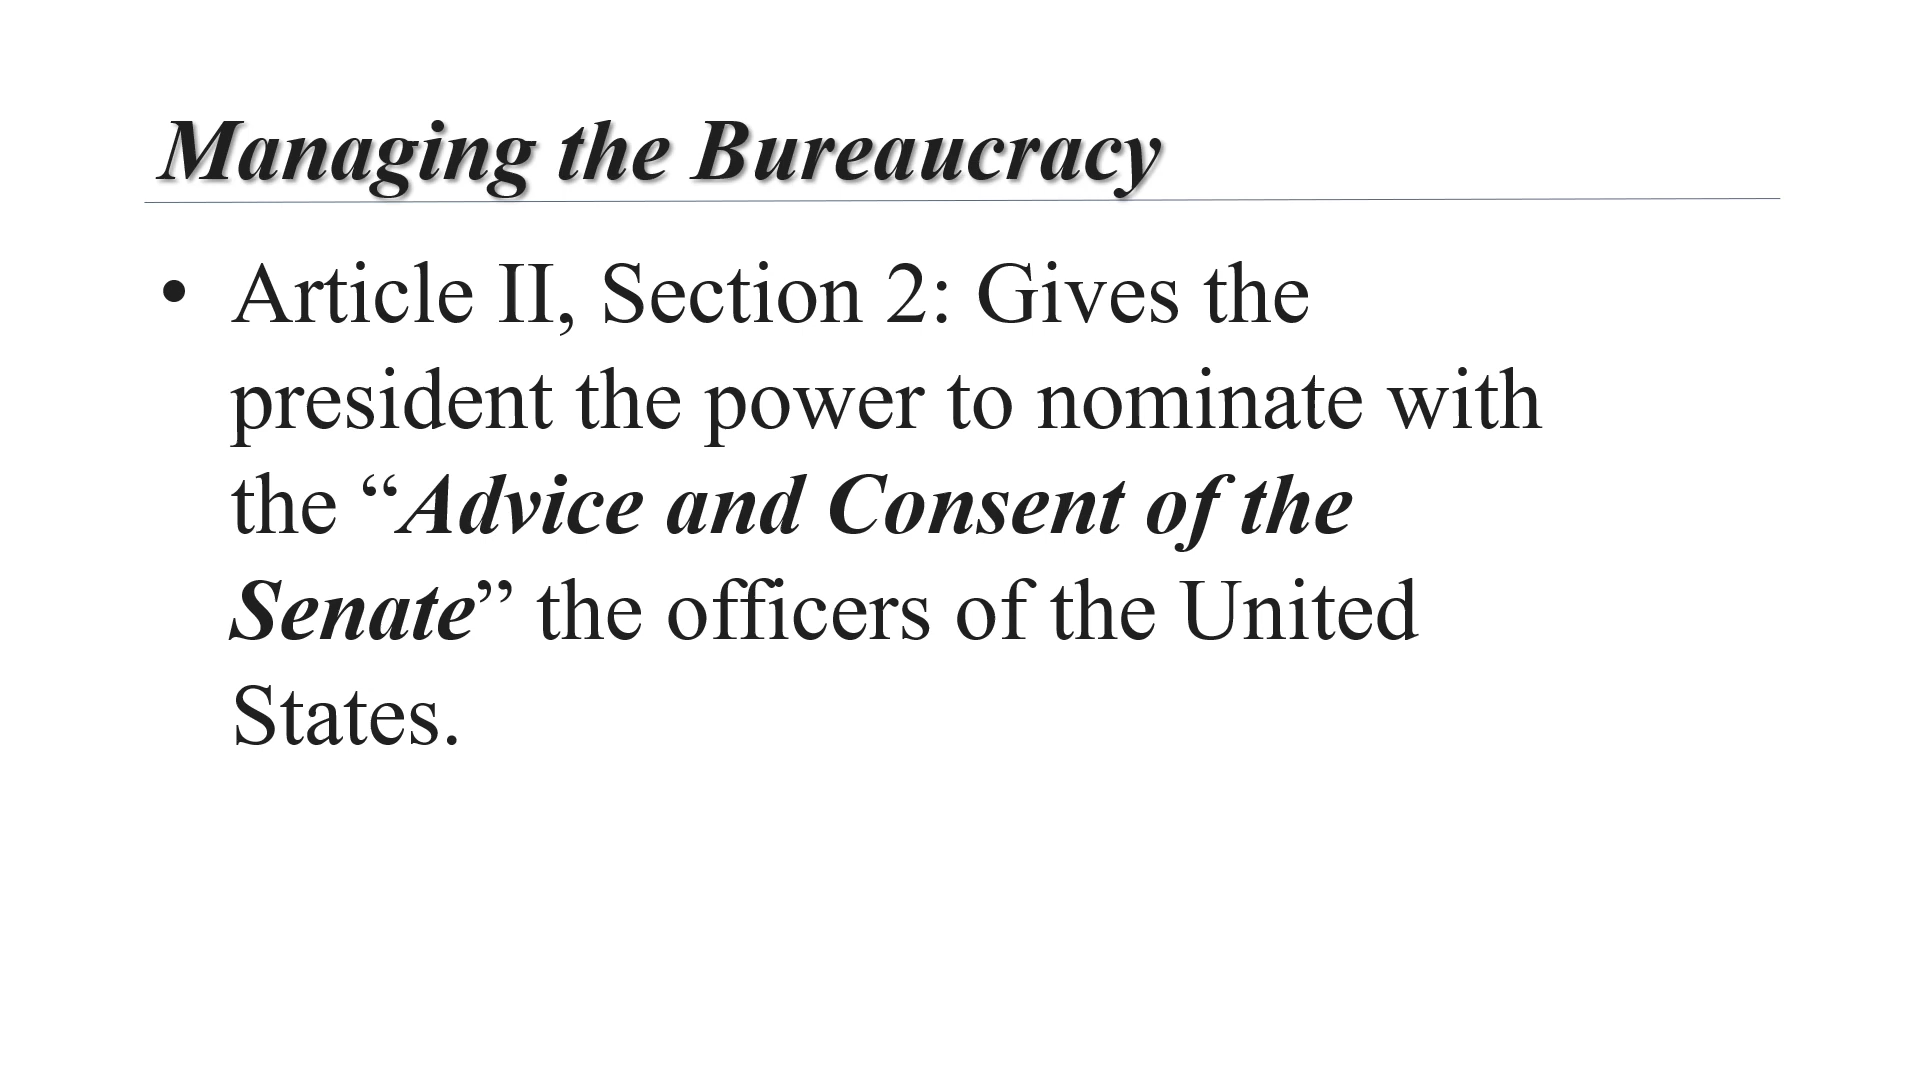 Managing the Bureaucracy
• Article II, Section 2: Gives the
president the power to nominate with
the “Advice and Consent of the
Senate” the officers of the United
States.